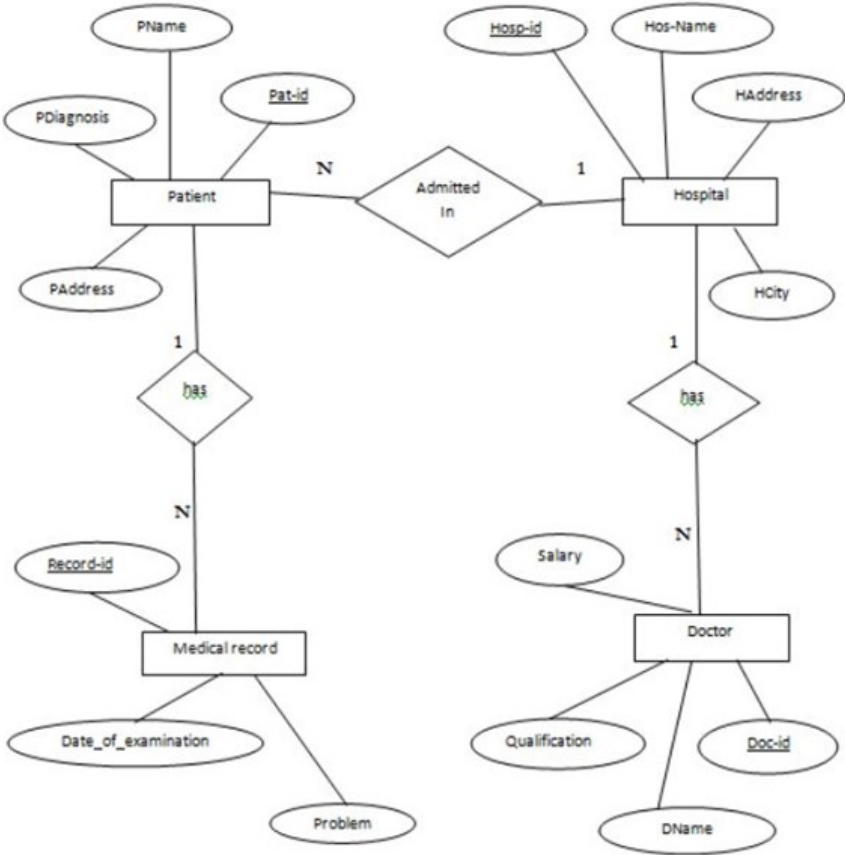 PName
Hosp-id
Hos-Name
Pat-id
HAddress
PDiagnosis
N
1
Admitted
In
Patient
Hospital
PAddress
HCity
1
1
has
has
N
N
Record-id
Salary
Medical record
Doctor
Date_of_examination
Qualification
Doc-id
Problem
DName